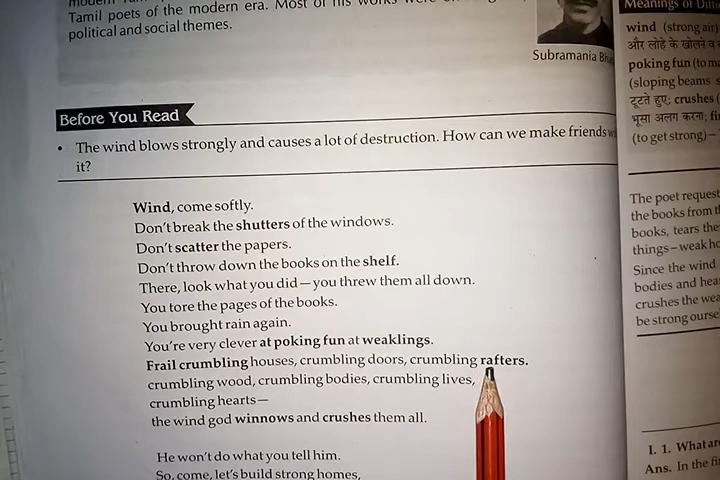 Tamil poets of the modern era. Most of his works were
political and social themes.
Subramania
Before You Read
• The wind blows strongly and causes a lot of destruction. How can we make friends
it?
Wind, come softly.
Don't break the shutters of the windows.
Don't scatter the papers.
Don't throw down the books on the shelf.
There, look what you did—you threw them all down.
You tore the pages of the books.
You brought rain again.
You're very clever at poking fun at weaklings.
Frail crumbling houses, crumbling doors, crumbling rafters.
crumbling wood, crumbling bodies, crumbling lives,
crumbling hearts—
the wind god winnows and crushes them all.
He won't do what you tell him.
So, come, let's build strong homes,
Meanings of
wind (strong air)
और लोहे के खोलने
poking fun (to
(sloping beams
टूटते हुए; crushes
भूसा अलग करना;
(to get strong)—
The poet request
the books from
books, tears the
things—weak
Since the wind
bodies and
crushes the
be strong
I. 1. What
Ans. In the